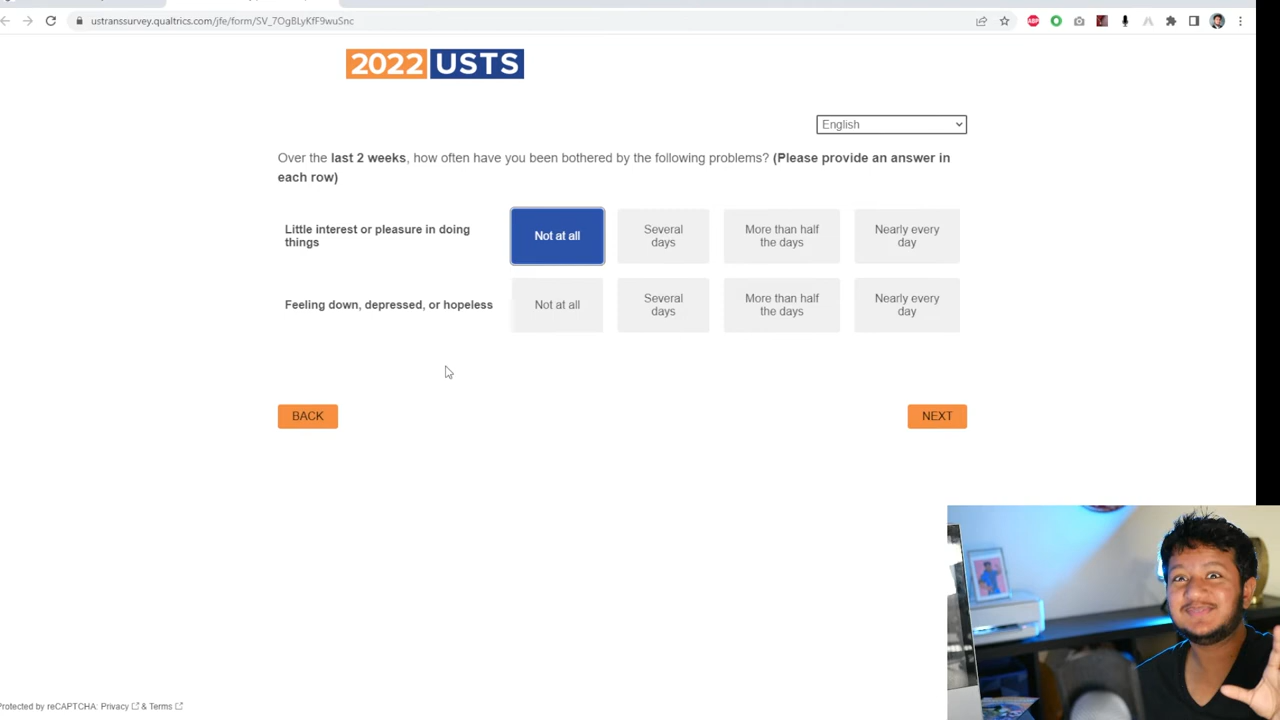 ustranssurvey.qualtrics.com/jfe/form/SV_7OgBLyKfF9wuSnc
ABP
2022 USTS
English
Over the last 2 weeks, how often have you been bothered by the following problems? (Please provide an answer in
each row)
Little interest or pleasure in doing
things
Not at all
Several
days
More than half
the days
Nearly every
day
Feeling down, depressed, or hopeless
Not at all
Several
days
More than half
the days
Nearly every
day
BACK
NEXT
Protected by reCAPTCHA: Privacy & Terms